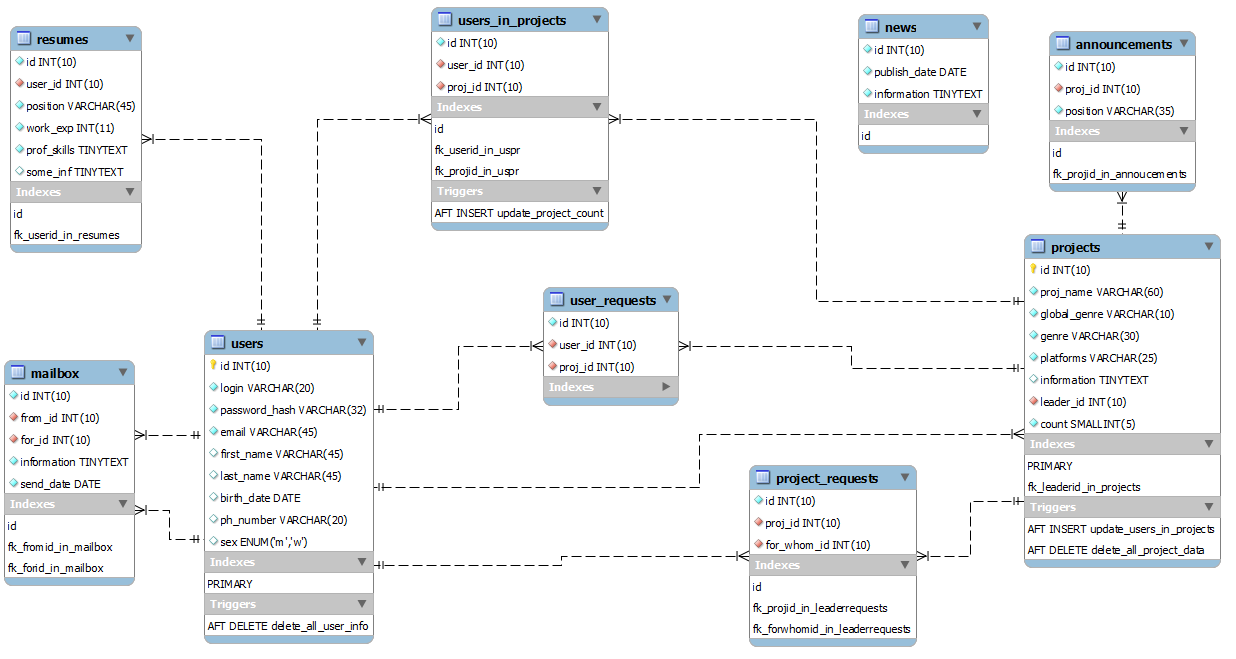 resumes
id INT(10)
user_id INT(10)
position VARCHAR(45)
work_exp INT(11)
prof_skills TINYTEXT
some_inf TINYTEXT
Indexes
id
fk_userid_in_resumes
users_in_projects
id INT(10)
user_id INT(10)
proj_id INT(10)
Indexes
id
fk_userid_in_uspr
fk_projid_in_uspr
Triggers
AFT INSERT update_project_count
news
id INT(10)
publish_date DATE
information TINYTEXT
Indexes
id
announcements
id INT(10)
proj_id INT(10)
position VARCHAR(35)
Indexes
id
fk_projid_in_annoucements
mailbox
id INT(10)
from_id INT(10)
for_id INT(10)
information TINYTEXT
send_date DATE
Indexes
id
fk_fromid_in_mailbox
fk_forid_in_mailbox
users
id INT(10)
login VARCHAR(20)
password_hash VARCHAR(32)
email VARCHAR(45)
first_name VARCHAR(45)
last_name VARCHAR(45)
birth_date DATE
ph_number VARCHAR(20)
sex ENUM('m','w')
Indexes
PRIMARY
Triggers
AFT DELETE delete_all_user_info
user_requests
id INT(10)
user_id INT(10)
proj_id INT(10)
Indexes
project_requests
id INT(10)
proj_id INT(10)
for_whom_id INT(10)
Indexes
id
fk_projid_in_leaderrequests
fk_forwhomid_in_leaderrequests
projects
id INT(10)
proj_name VARCHAR(60)
global_genre VARCHAR(10)
genre VARCHAR(30)
platforms VARCHAR(25)
information TINYTEXT
leader_id INT(10)
count SMALLINT(5)
Indexes
PRIMARY
fk_leaderid_in_projects
Triggers
AFT INSERT update_users_in_projects
AFT DELETE delete_all_project_data